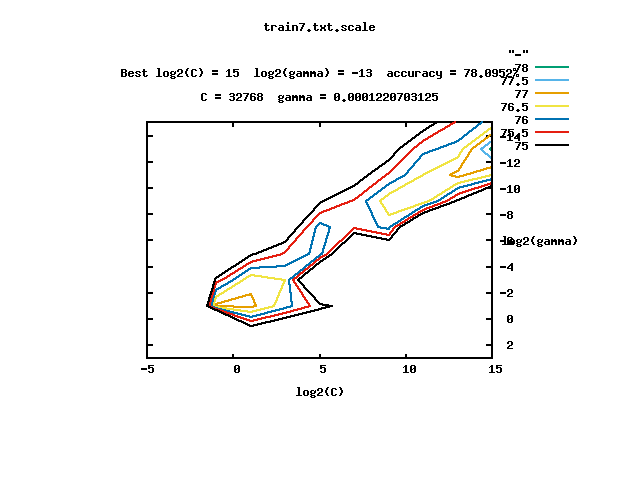 train7.txt.scale
"-"
Best log2(C) = 15  log2(gamma) = -13  accuracy = 78.0952%
78
77.5
77
76.5
76
75.5
75
C = 32768  gamma = 0.0001220703125
-14
-12
-10
-8
-6
-4
-2
0
2
log2(gamma)
-5 0 5 10 15
log2(C)